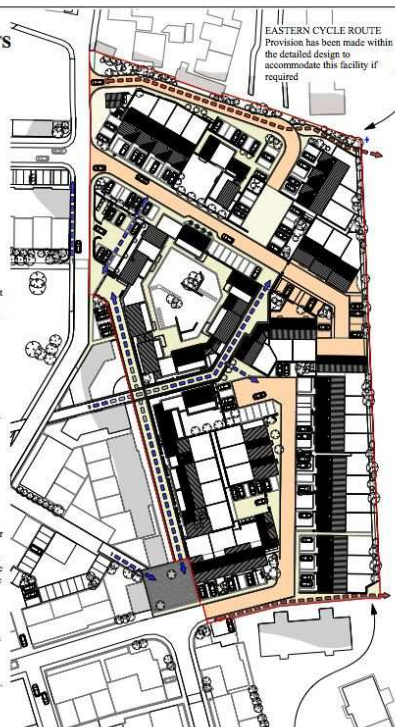 EASTERN CYCLE ROUTE
Provision has been made within
the detailed design to
accommodate this facility if
required